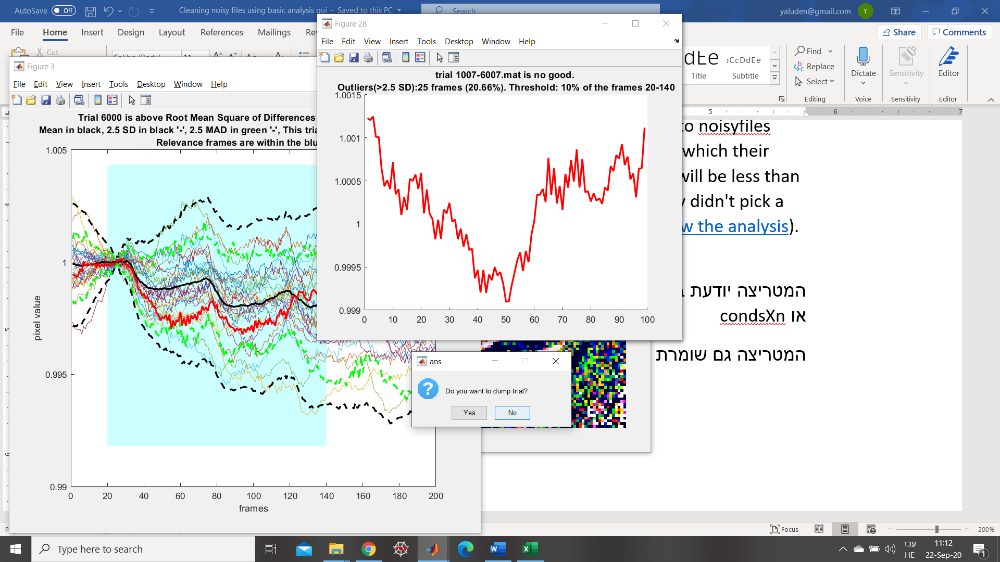 AutoSave Off
Cleaning noisy files using basic analysis gui - Saved to this PC
Search
yaluden@gmail.com Y
File Home Insert Design Layout References Mailings Re
Share Comments
Cut
Title
CcDdEe Subtitle
Find
Replace
Select
Editing
Dictate
Voice
Sensitivity
Sensitivity
Editor
Editor
Figure 3
File Edit View Insert Tools Desktop Window Help
Trial 6000 is above Root Mean Square of Differences
Mean in black, 2.5 SD in black '-', 2.5 MAD in green '-', This tria
Relevance frames are within the blu
1.005
1
0.995
0.99
pixel value
0 20 40 60 80 100 120 140 160 180 200
frames
Figure 28
File Edit View Insert Tools Desktop Window Help
trial 1007-6007.mat is no good.
Outliers(>2.5 SD):25 frames (20.66%). Threshold: 10% of the frames 20-140
1.0015
1.001
1.0005
1
0.9995
0.999
0 10 20 30 40 50 60 70 80 90 100
ans
Do you want to dump trial?
Yes No
5 6 7
4
5
6
to noisyfiles
which their
will be less than
y didn't pick a
w the analysis).
המטריצה יודעת
או condsXn
המטריצה גם שומרת
Focus
200%
Type here to search
עבר
HE
11:12
22-Sep-20
1